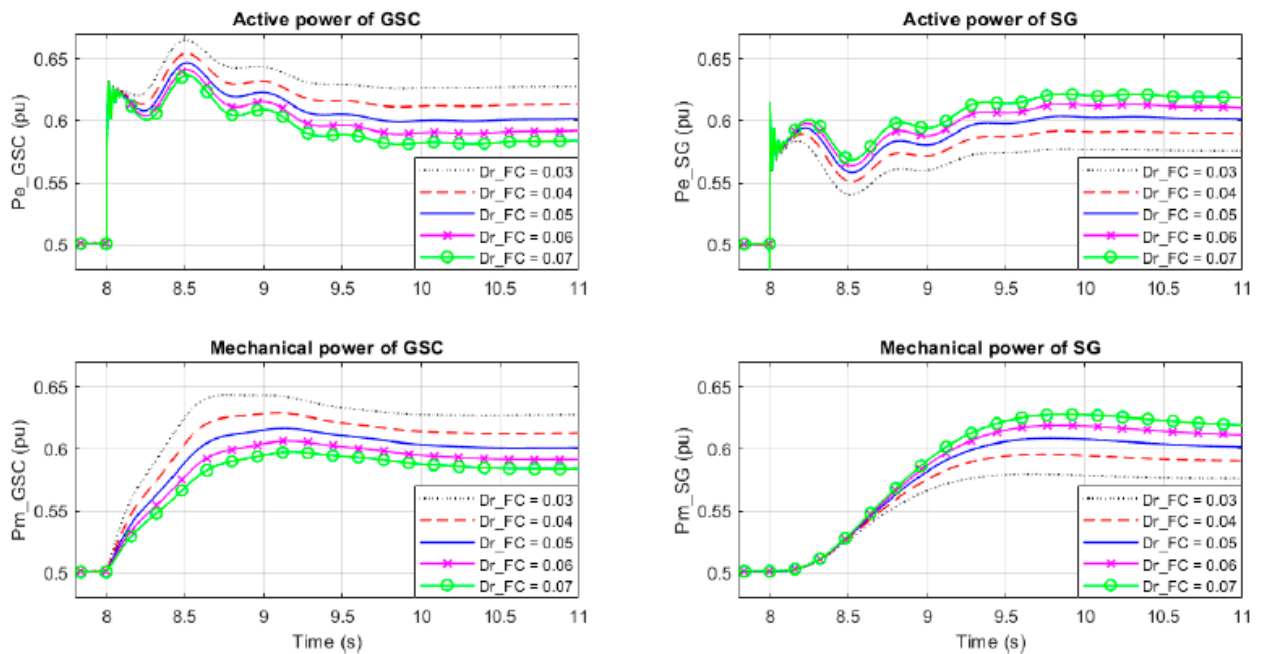 Active power of GSC
Pe_GSC (pu)
0.65
0.6
0.55
0.5
Dr_FC = 0.03
Dr_FC = 0.04
Dr_FC = 0.05
Dr_FC = 0.06
Dr_FC = 0.07
8 8.5 9 9.5 10 10.5 11
Active power of SG
Pe_SG (pu)
0.65
0.6
0.55
0.5
Dr_FC = 0.03
Dr_FC = 0.04
Dr_FC = 0.05
Dr_FC = 0.06
Dr_FC = 0.07
8 8.5 9 9.5 10 10.5 11
Mechanical power of GSC
Pm_GSC (pu)
0.65
0.6
0.55
0.5
Dr_FC = 0.03
Dr_FC = 0.04
Dr_FC = 0.05
Dr_FC = 0.06
Dr_FC = 0.07
8 8.5 9 9.5 10 10.5 11
Time (s)
Mechanical power of SG
Pm_SG (pu)
0.65
0.6
0.55
0.5
Dr_FC = 0.03
Dr_FC = 0.04
Dr_FC = 0.05
Dr_FC = 0.06
Dr_FC = 0.07
8 8.5 9 9.5 10 10.5 11
Time (s)